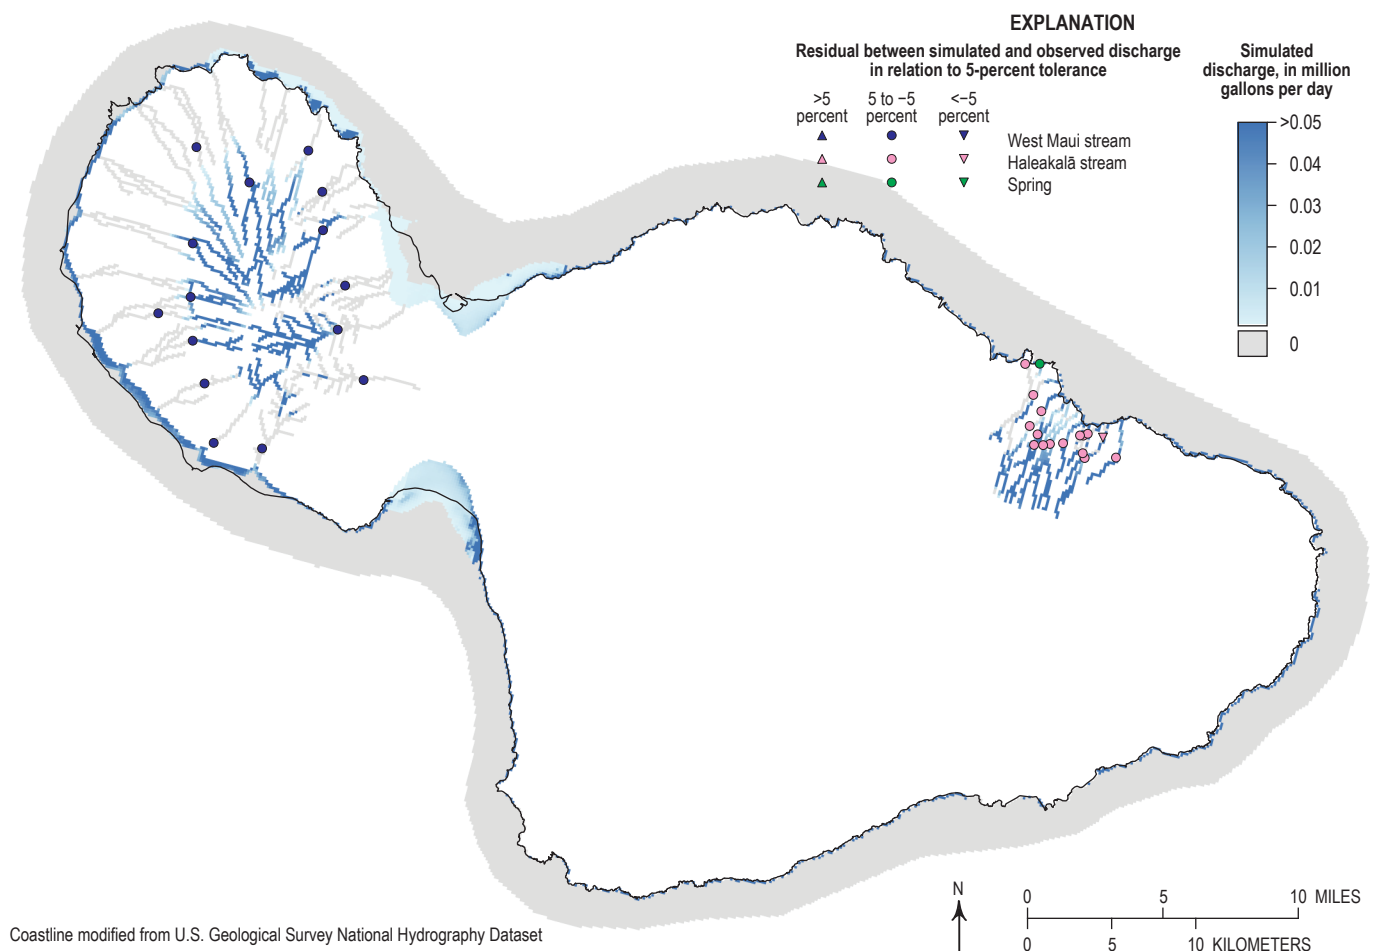 EXPLANATION
Residual between simulated and observed discharge
in relation to 5-percent tolerance
>5
percent
5 to −5
percent
<−5
percent
West Maui stream
Haleakalā stream
Spring
Simulated
discharge, in million
gallons per day
>0.05
0.04
0.03
0.02
0.01
0
N
0 5 10 MILES
0 5 10 KILOMETERS
Coastline modified from U.S. Geological Survey National Hydrography Dataset